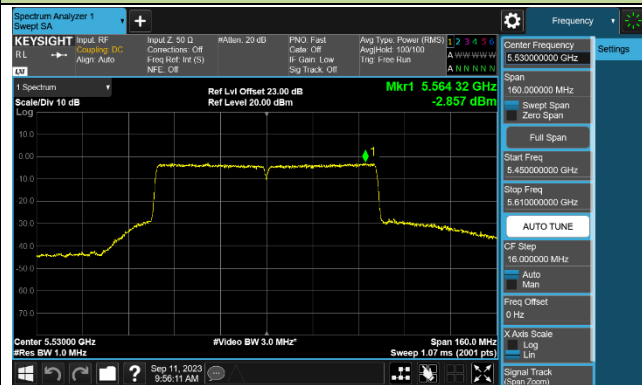 Spectrum Analyzer 1
Swept SA
Frequency
KEYSIGHT
RL
LXI
Input: RF
Coupling: DC
Align: Auto
Input Z: 50 Ω
Corrections: Off
Freq Ref: Int (S)
NFE: Off
#Atten: 20 dB
PNO: Fast
Gate: Off
IF Gain: Low
Sig Track: Off
Avg Type: Power (RMS)
Avg|Hold: 100/100
Trig: Free Run
1 2 3 4 5 6
A W W W W W
A N N N N N
1 Spectrum
Scale/Div 10 dB
Ref Lvl Offset 23.00 dB
Ref Level 20.00 dBm
Mkr1 5.564 32 GHz
-2.857 dBm
Log
10.0
0.00
-10.0
-20.0
-30.0
-40.0
-50.0
-60.0
-70.0
1
Center 5.53000 GHz
#Res BW 1.0 MHz
#Video BW 3.0 MHz*
Span 160.0 MHz
Sweep 1.07 ms (2001 pts)
Center Frequency
5.530000000 GHz
Settings
Span
160.000000 MHz
Swept Span
Zero Span
Full Span
Start Freq
5.450000000 GHz
Stop Freq
5.610000000 GHz
AUTO TUNE
CF Step
16.000000 MHz
Auto
Man
Freq Offset
0 Hz
X Axis Scale
Log
Lin
Signal Track
(Span Zoom)
Sep 11, 2023
9:56:11 AM